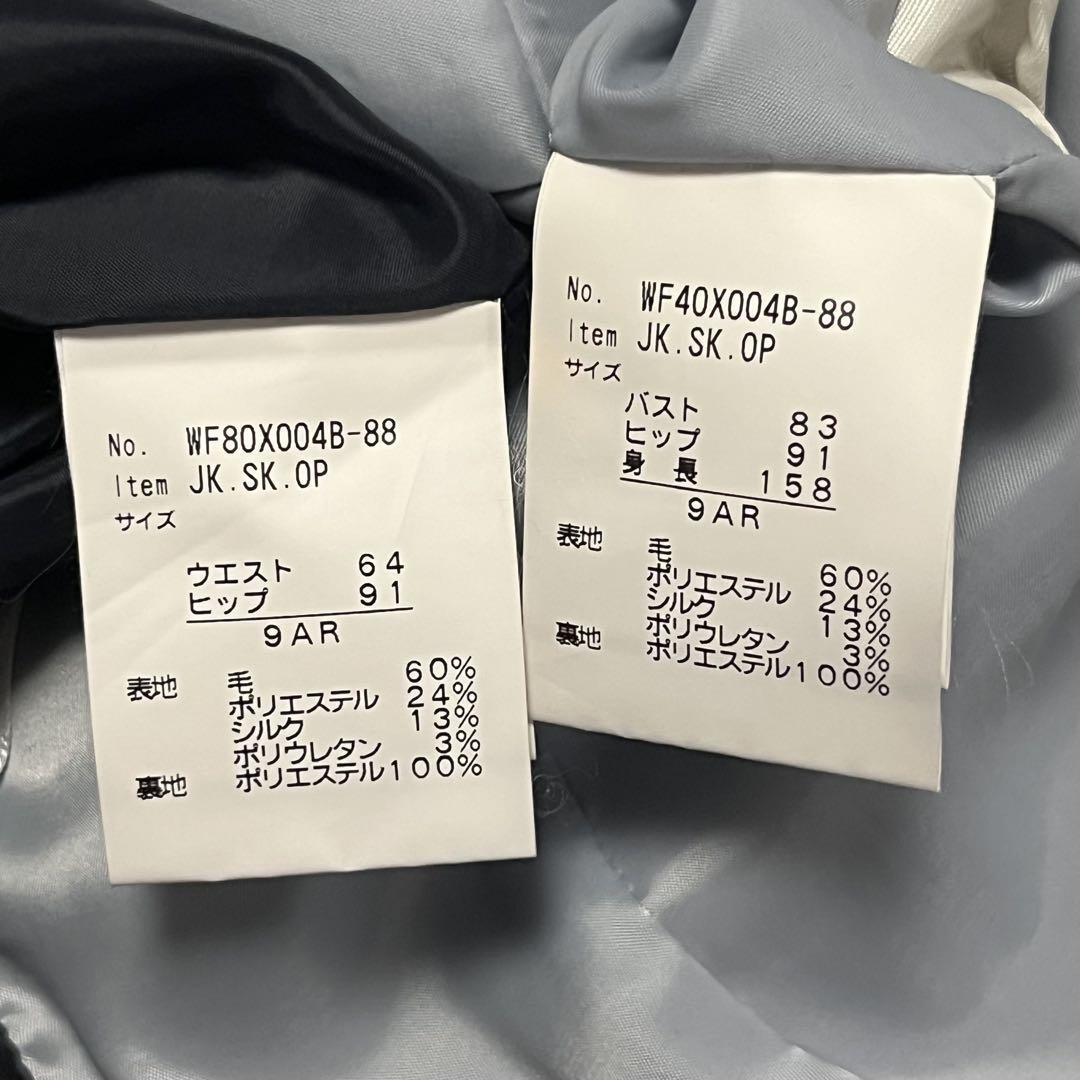 No. WF80X004B-88
Item JK.SK.OP
サイズ
ウエスト 64
ヒップ 91
9AR
表地 毛 60%
ポリエステル 24%
シルク 13%
ポリウレタン 3%
裏地 ポリエステル100%
No. WF40X004B-88
Item JK.SK.OP
サイズ
バスト 83
ヒップ 91
身長 158
9AR
表地 毛 60%
ポリエステル 24%
シルク 13%
ポリウレタン 3%
裏地 ポリエステル100%